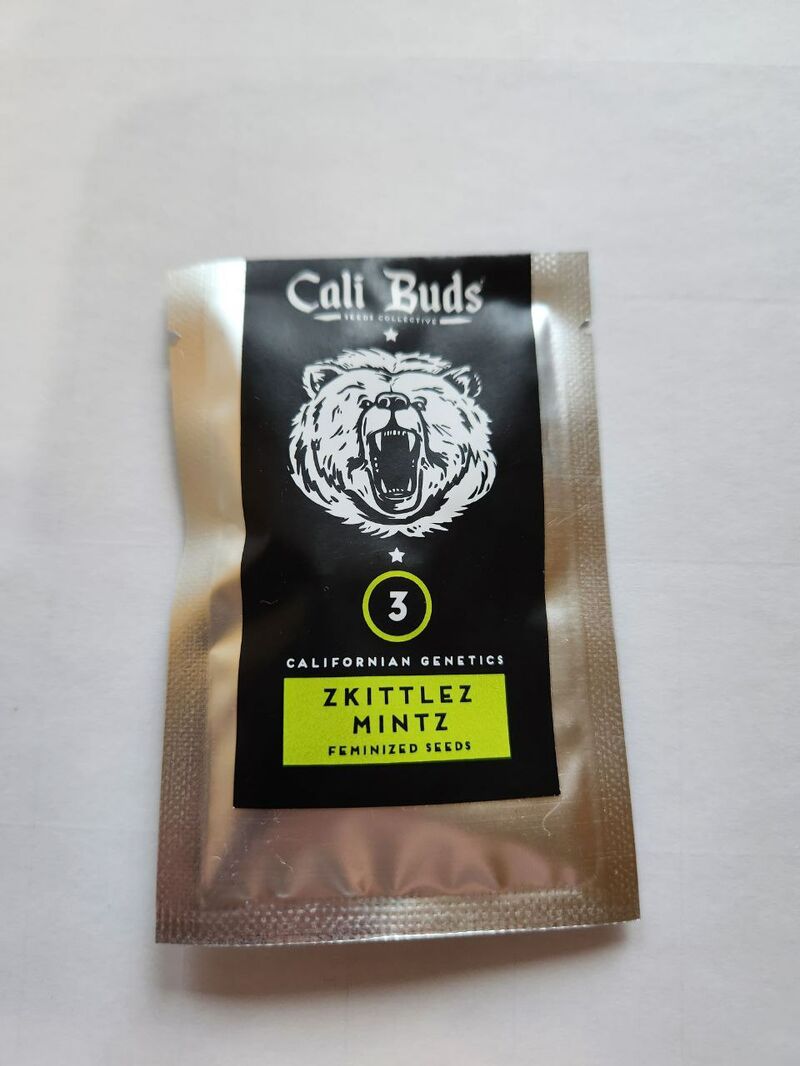 Cali Buds
SEEDS COLLECTIVE
3
CALIFORNIAN GENETICS
ZKITTLEZ
MINTZ
FEMINIZED SEEDS